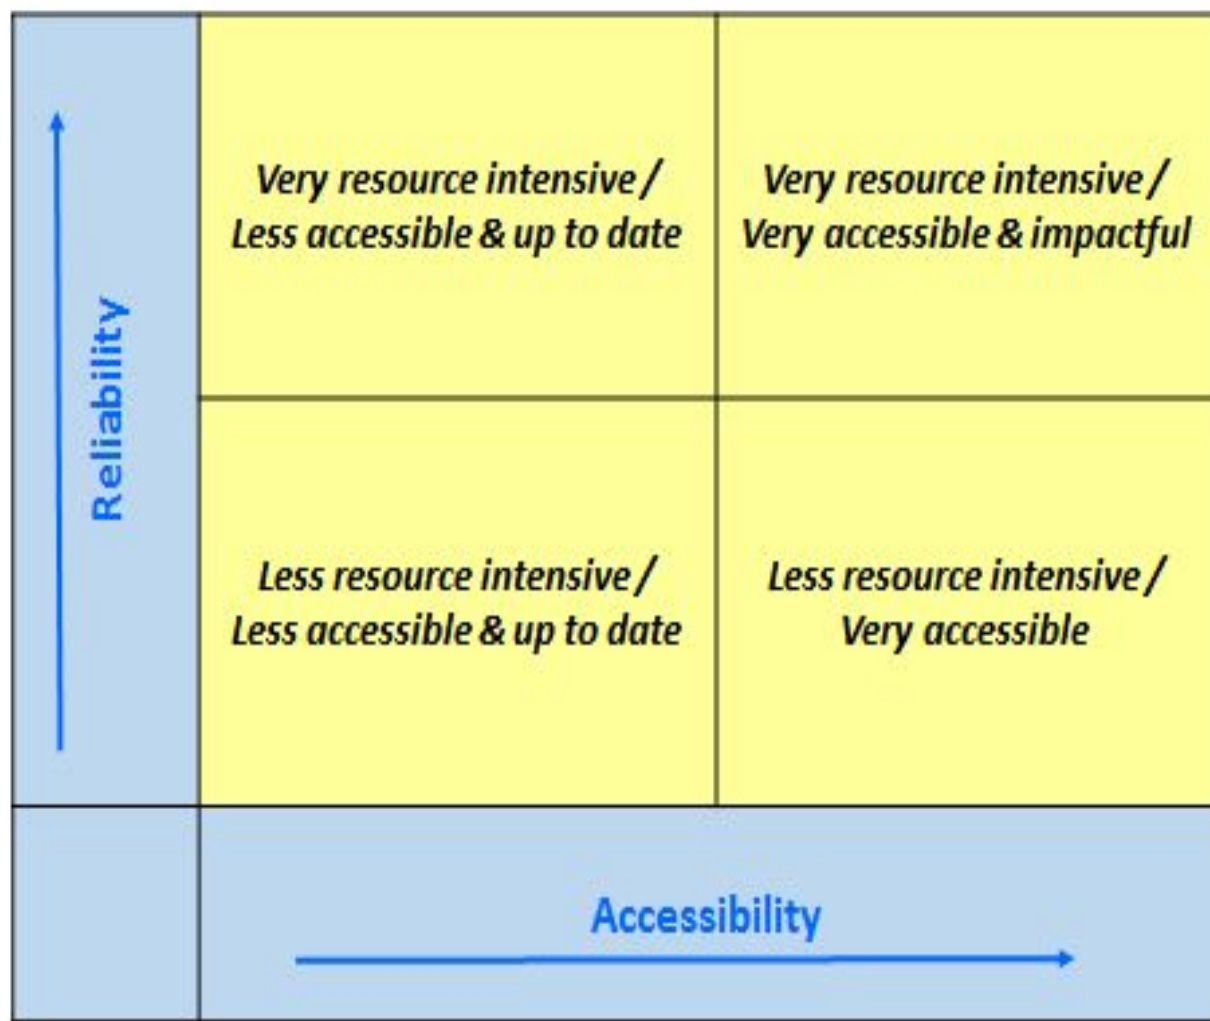 Very resource intensive /
Less accessible & up to date
Very resource intensive /
Very accessible & impactful
Reliability
Less resource intensive /
Less accessible & up to date
Less resource intensive /
Very accessible
Accessibility